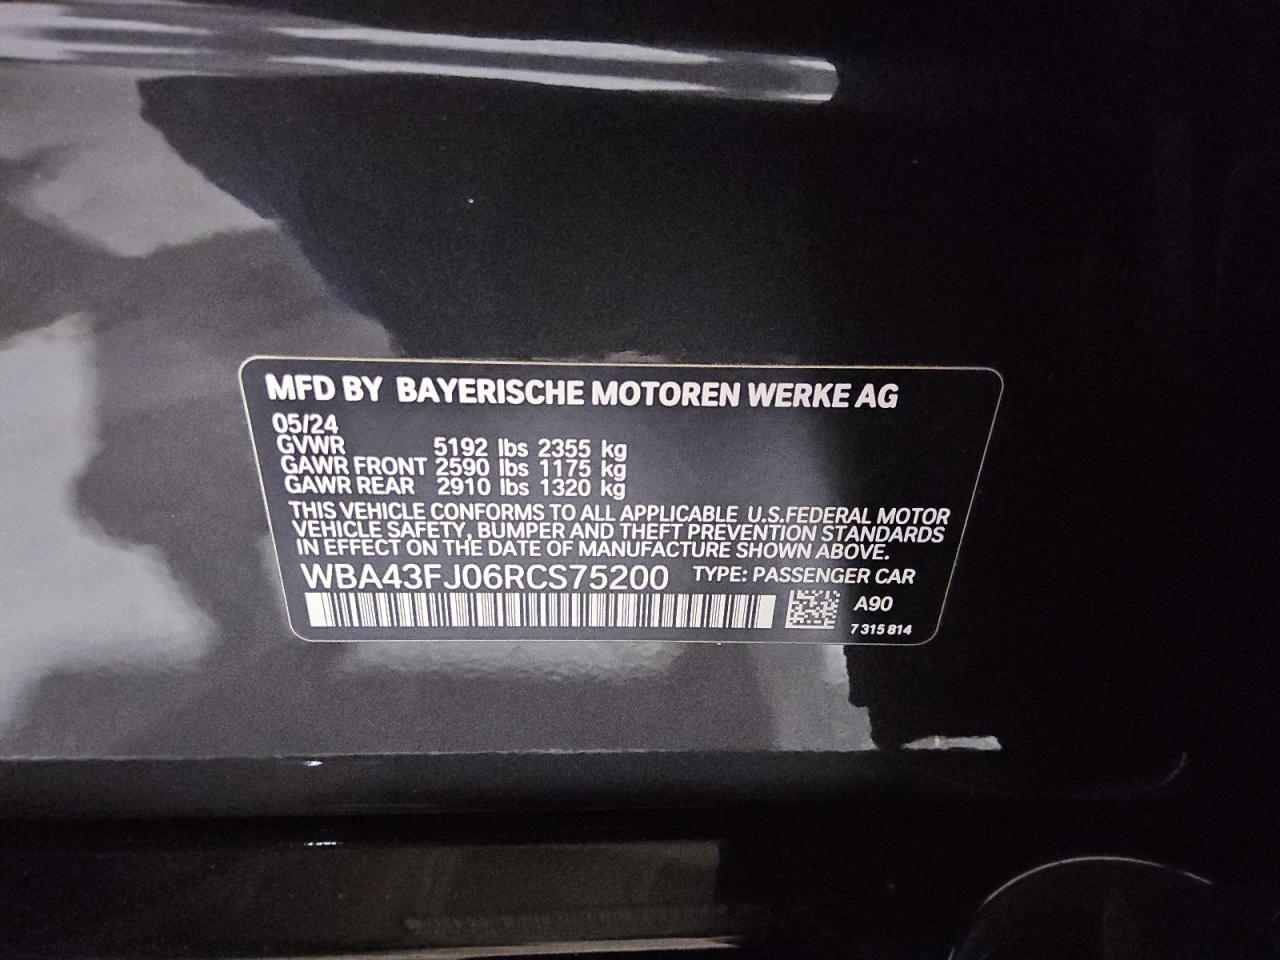 MFD BY BAYERISCHE MOTOREN WERKE AG
05/24
GVWR 5192 lbs 2355 kg
GAWR FRONT 2590 lbs 1175 kg
GAWR REAR 2910 lbs 1320 kg
THIS VEHICLE CONFORMS TO ALL APPLICABLE U.S.FEDERAL MOTOR
VEHICLE SAFETY, BUMPER AND THEFT PREVENTION STANDARDS
IN EFFECT ON THE DATE OF MANUFACTURE SHOWN ABOVE.
WBA43FJ06RCS75200 TYPE: PASSENGER CAR
A90
7 315 814